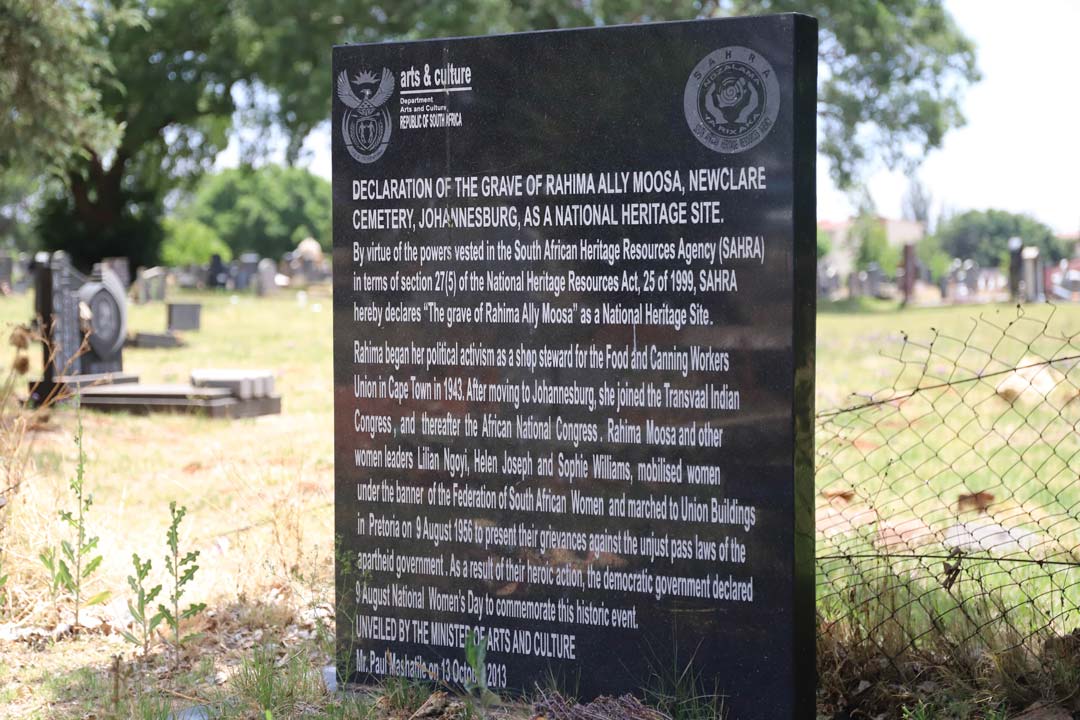 arts & culture
Department
Arts and Culture
REPUBLIC OF SOUTH AFRICA
SAHRA
SOUTH AFRICAN HERITAGE RESOURCES AGENCY
DECLARATION OF THE GRAVE OF RAHIMA ALLY MOOSA, NEWCLARE
CEMETERY, JOHANNESBURG, AS A NATIONAL HERITAGE SITE.
By virtue of the powers vested in the South African Heritage Resources Agency (SAHRA)
in terms of section 27(5) of the National Heritage Resources Act, 25 of 1999, SAHRA
hereby declares "The grave of Rahima Ally Moosa" as a National Heritage Site.
Rahima began her political activism as a shop steward for the Food and Canning Workers
Union in Cape Town in 1943. After moving to Johannesburg, she joined the Transvaal Indian
Congress, and thereafter the African National Congress. Rahima Moosa and other
women leaders Lilian Ngoyi, Helen Joseph and Sophie Williams, mobilised women
under the banner of the Federation of South African Women and marched to Union Buildings
in Pretoria on 9 August 1956 to present their grievances against the unjust pass laws of the
apartheid government. As a result of their heroic action, the democratic government declared
9 August National Women's Day to commemorate this historic event.
UNVEILED BY THE MINISTER OF ARTS AND CULTURE
Mr. Paul Mashatile on 13 October 2013